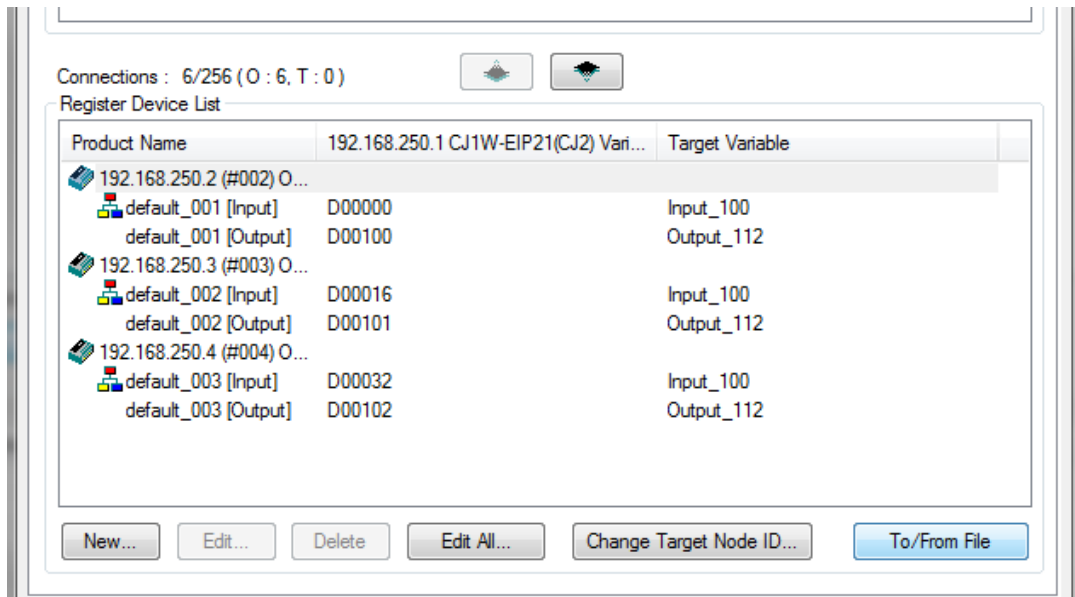 Connections : 6/256 ( O : 6, T : 0 )
Register Device List
Product Name 192.168.250.1 CJ1W-EIP21(CJ2) Vari... Target Variable
192.168.250.2 (#002) O...
default_001 [Input] D00000 Input_100
default_001 [Output] D00100 Output_112
192.168.250.3 (#003) O...
default_002 [Input] D00016 Input_100
default_002 [Output] D00101 Output_112
192.168.250.4 (#004) O...
default_003 [Input] D00032 Input_100
default_003 [Output] D00102 Output_112
New... Edit... Delete Edit All... Change Target Node ID... To/From File